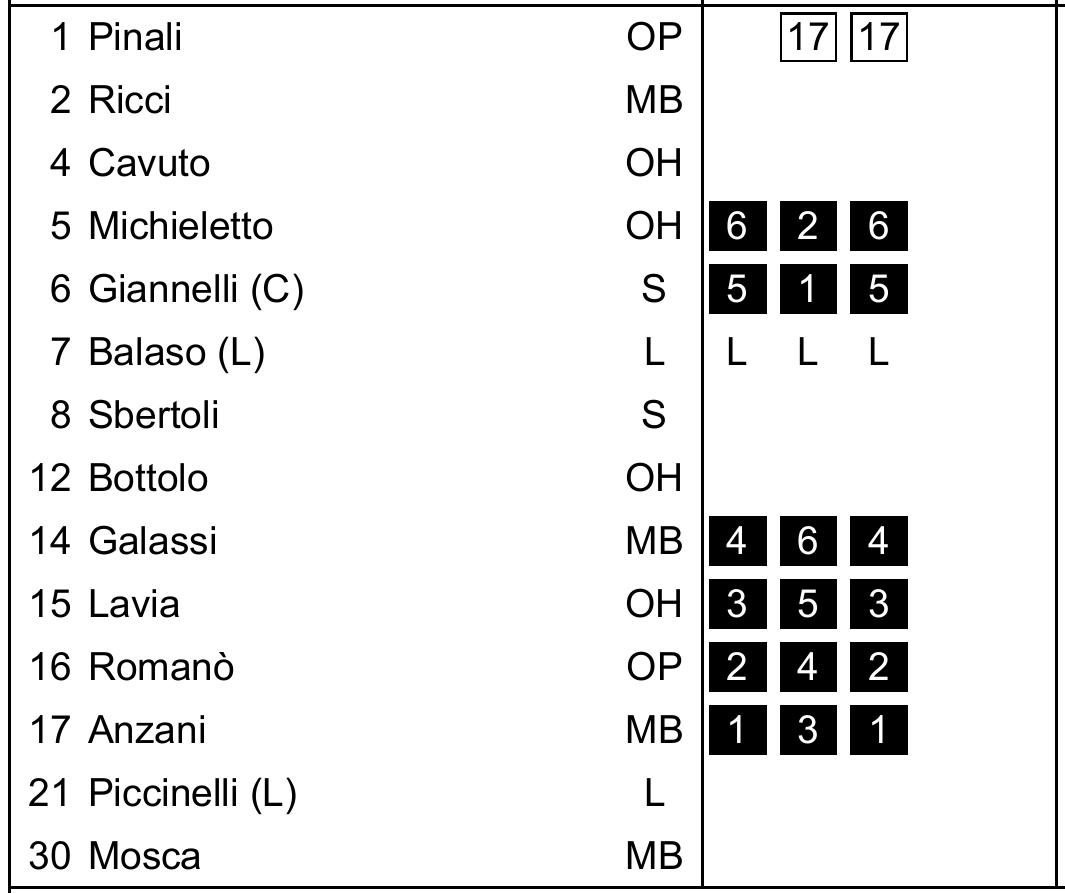 1 Pinali OP 17 17
2 Ricci MB
4 Cavuto OH
5 Michieletto OH 6 2 6
6 Giannelli (C) S 5 1 5
7 Balaso (L) L L L L
8 Sbertoli S
12 Bottolo OH
14 Galassi MB 4 6 4
15 Lavia OH 3 5 3
16 Romanò OP 2 4 2
17 Anzani MB 1 3 1
21 Piccinelli (L) L
30 Mosca MB